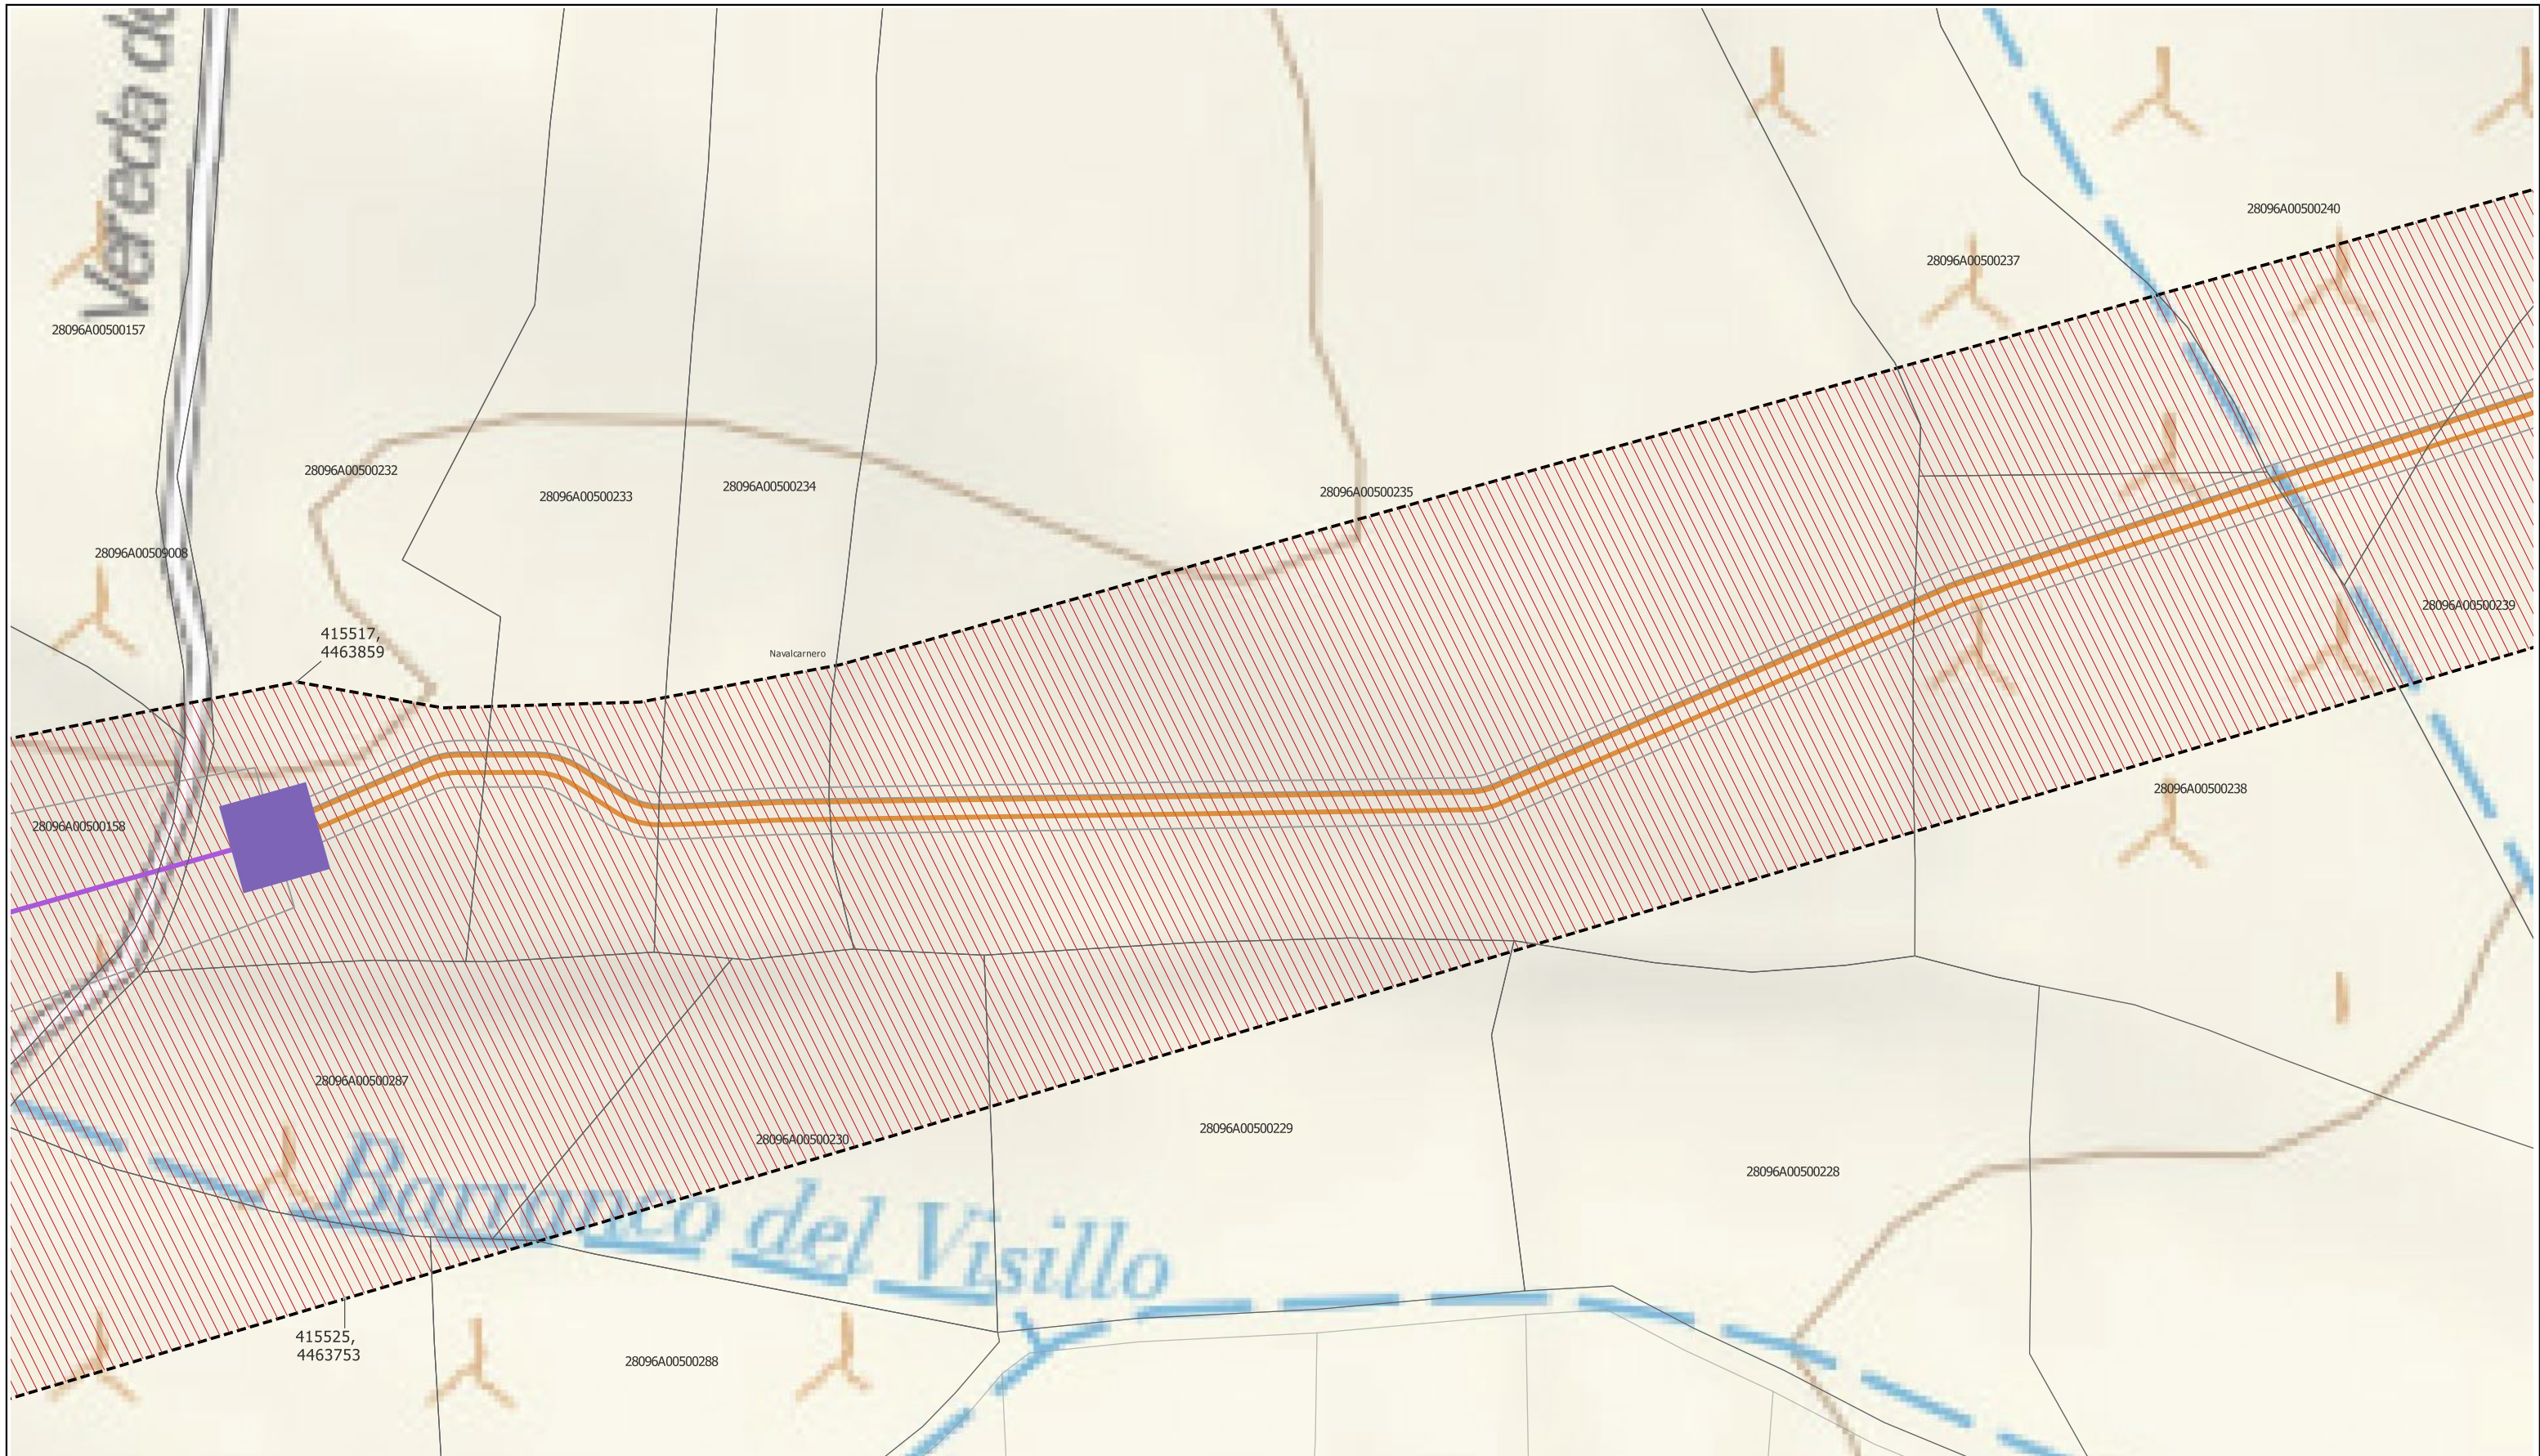 Vereda de
28096A00500240
28096A00500237
28096A00500157
28096A00500232
28096A00500233
28096A00500234
28096A00500235
28096A00509008
28096A00500239
415517,
4463859
Navalcarnero
28096A00500238
28096A00500158
28096A00500287
28096A00500230
28096A00500229
28096A00500228
Barranco del Visillo
415525,
4463753
28096A00500288